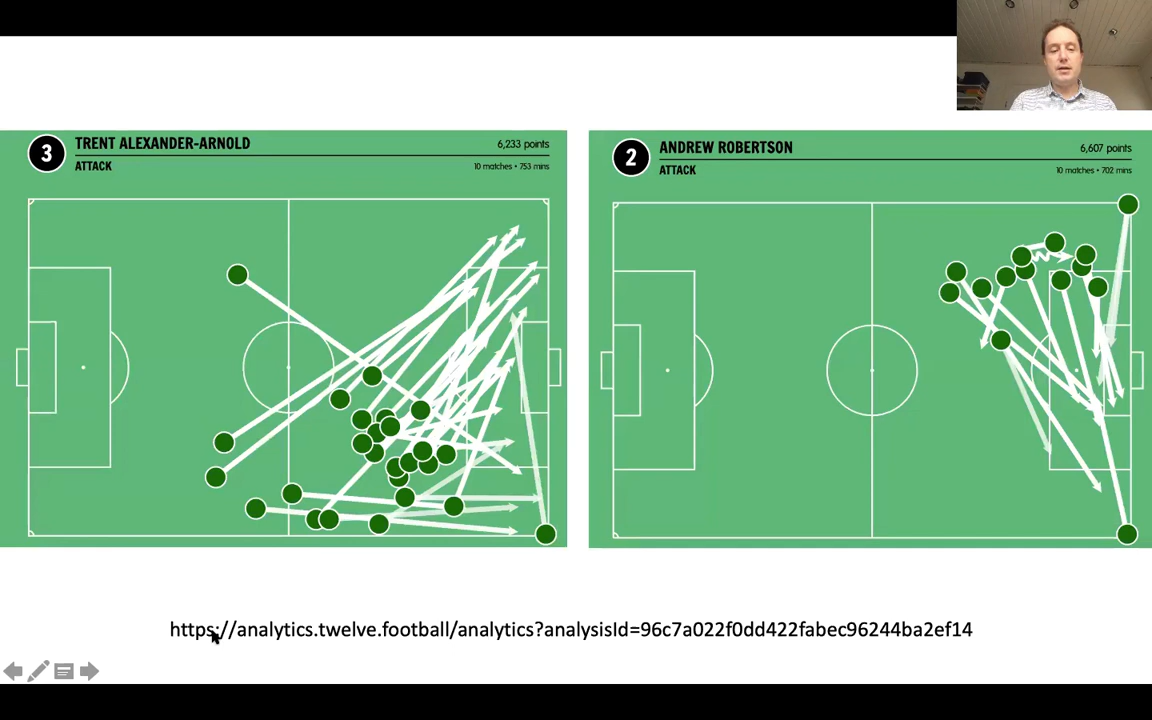 3 TRENT ALEXANDER-ARNOLD 6,233 points
ATTACK 10 matches • 753 mins
2 ANDREW ROBERTSON 6,607 points
ATTACK 10 matches • 702 mins
https://analytics.twelve.football/analytics?analysisId=96c7a022f0dd422fabec96244ba2ef14